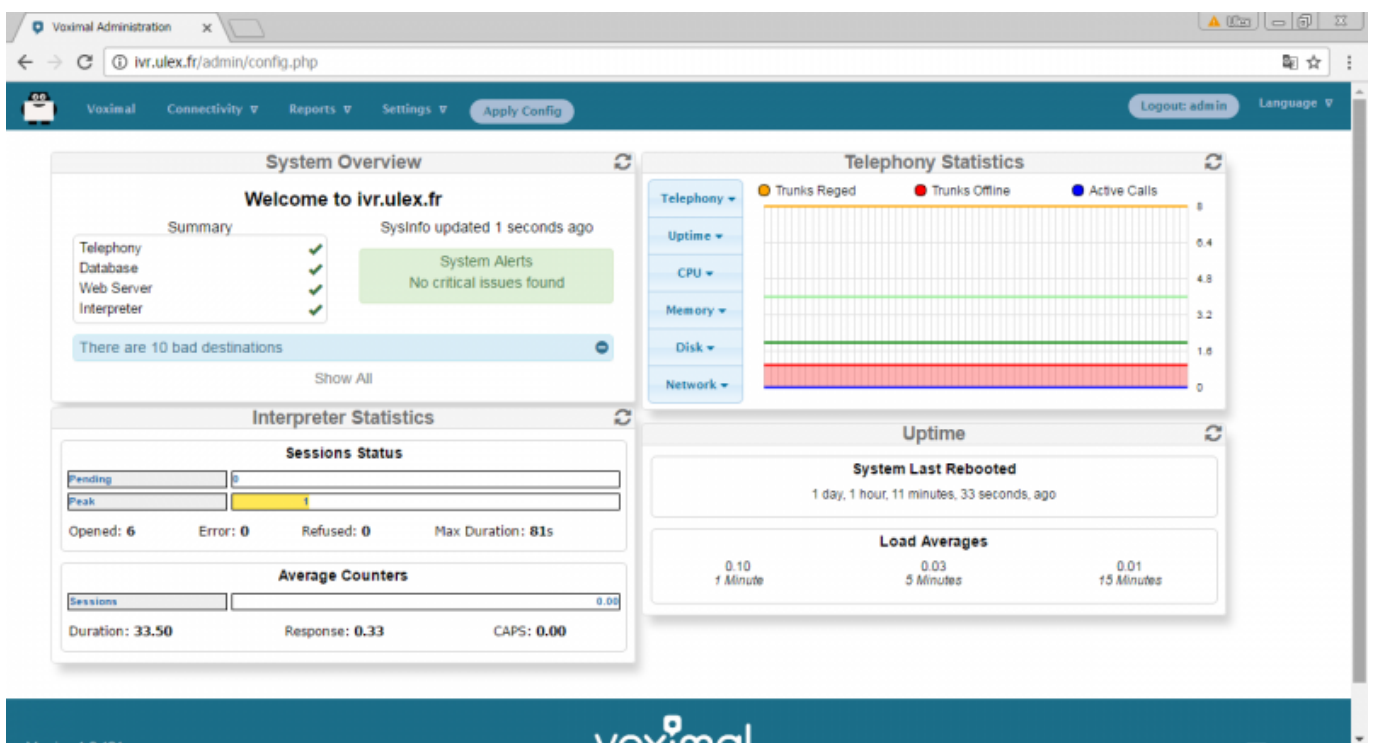 Voximal Administration
ivr.ulex.fr/admin/config.php
Voximal Connectivity Reports Settings Apply Config Logout: admin Language
System Overview
Welcome to ivr.ulex.fr
Summary
Telephony
Database
Web Server
Interpreter
SysInfo updated 1 seconds ago
System Alerts
No critical issues found
There are 10 bad destinations
Show All
Telephony Statistics
Telephony
Uptime
CPU
Memory
Disk
Network
Trunks Reged Trunks Offline Active Calls
8
6.4
4.8
3.2
1.6
0
Interpreter Statistics
Sessions Status
Pending 0
Peak 1
Opened: 6 Error: 0 Refused: 0 Max Duration: 81s
Average Counters
Sessions 0.00
Duration: 33.50 Response: 0.33 CAPS: 0.00
Uptime
System Last Rebooted
1 day, 1 hour, 11 minutes, 33 seconds, ago
Load Averages
0.10 0.03 0.01
1 Minute 5 Minutes 15 Minutes
voximal